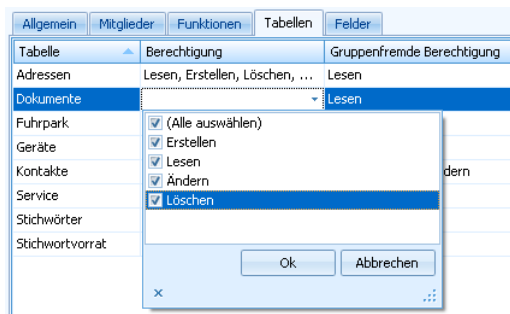 Allgemein Mitglieder Funktionen Tabellen Felder
Tabelle Berechtigung Gruppenfremde Berechtigung
Adressen Lesen, Erstellen, Löschen, ... Lesen
Dokumente Lesen
Fuhrpark (Alle auswählen)
Erstellen
Geräte Lesen
Kontakte Ändern dern
Service Löschen
Stichwörter
Stichwortvorrat
Ok Abbrechen